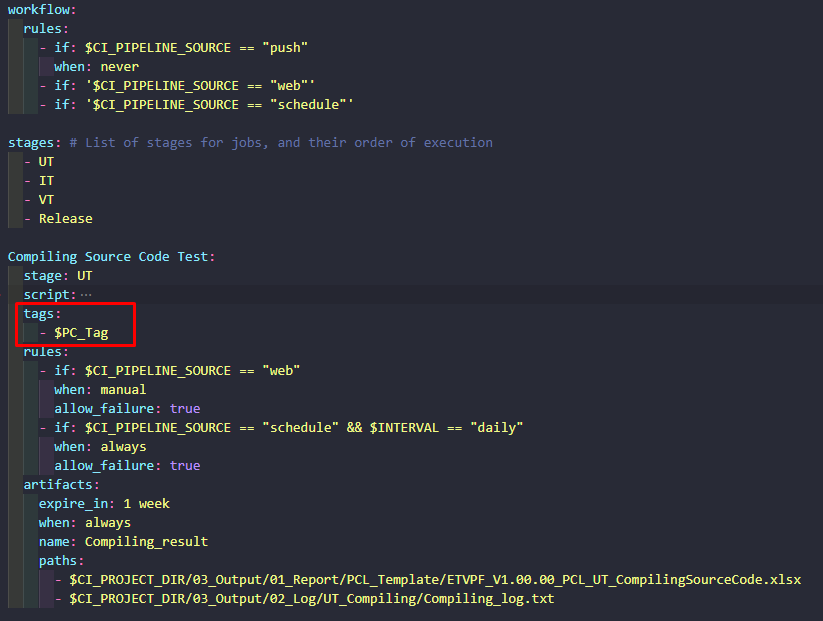 workflow:
rules:
- if: $CI_PIPELINE_SOURCE == "push"
when: never
- if: '$CI_PIPELINE_SOURCE == "web"'
- if: '$CI_PIPELINE_SOURCE == "schedule"'
stages: # List of stages for jobs, and their order of execution
- UT
- IT
- VT
- Release
Compiling Source Code Test:
stage: UT
script: ···
tags:
- $PC_Tag
rules:
- if: $CI_PIPELINE_SOURCE == "web"
when: manual
allow_failure: true
- if: $CI_PIPELINE_SOURCE == "schedule" && $INTERVAL == "daily"
when: always
allow_failure: true
artifacts:
expire_in: 1 week
when: always
name: Compiling_result
paths:
- $CI_PROJECT_DIR/03_Output/01_Report/PCL_Template/ETVPF_V1.00.00_PCL_UT_CompilingSourceCode.xlsx
- $CI_PROJECT_DIR/03_Output/02_Log/UT_Compiling/Compiling_log.txt